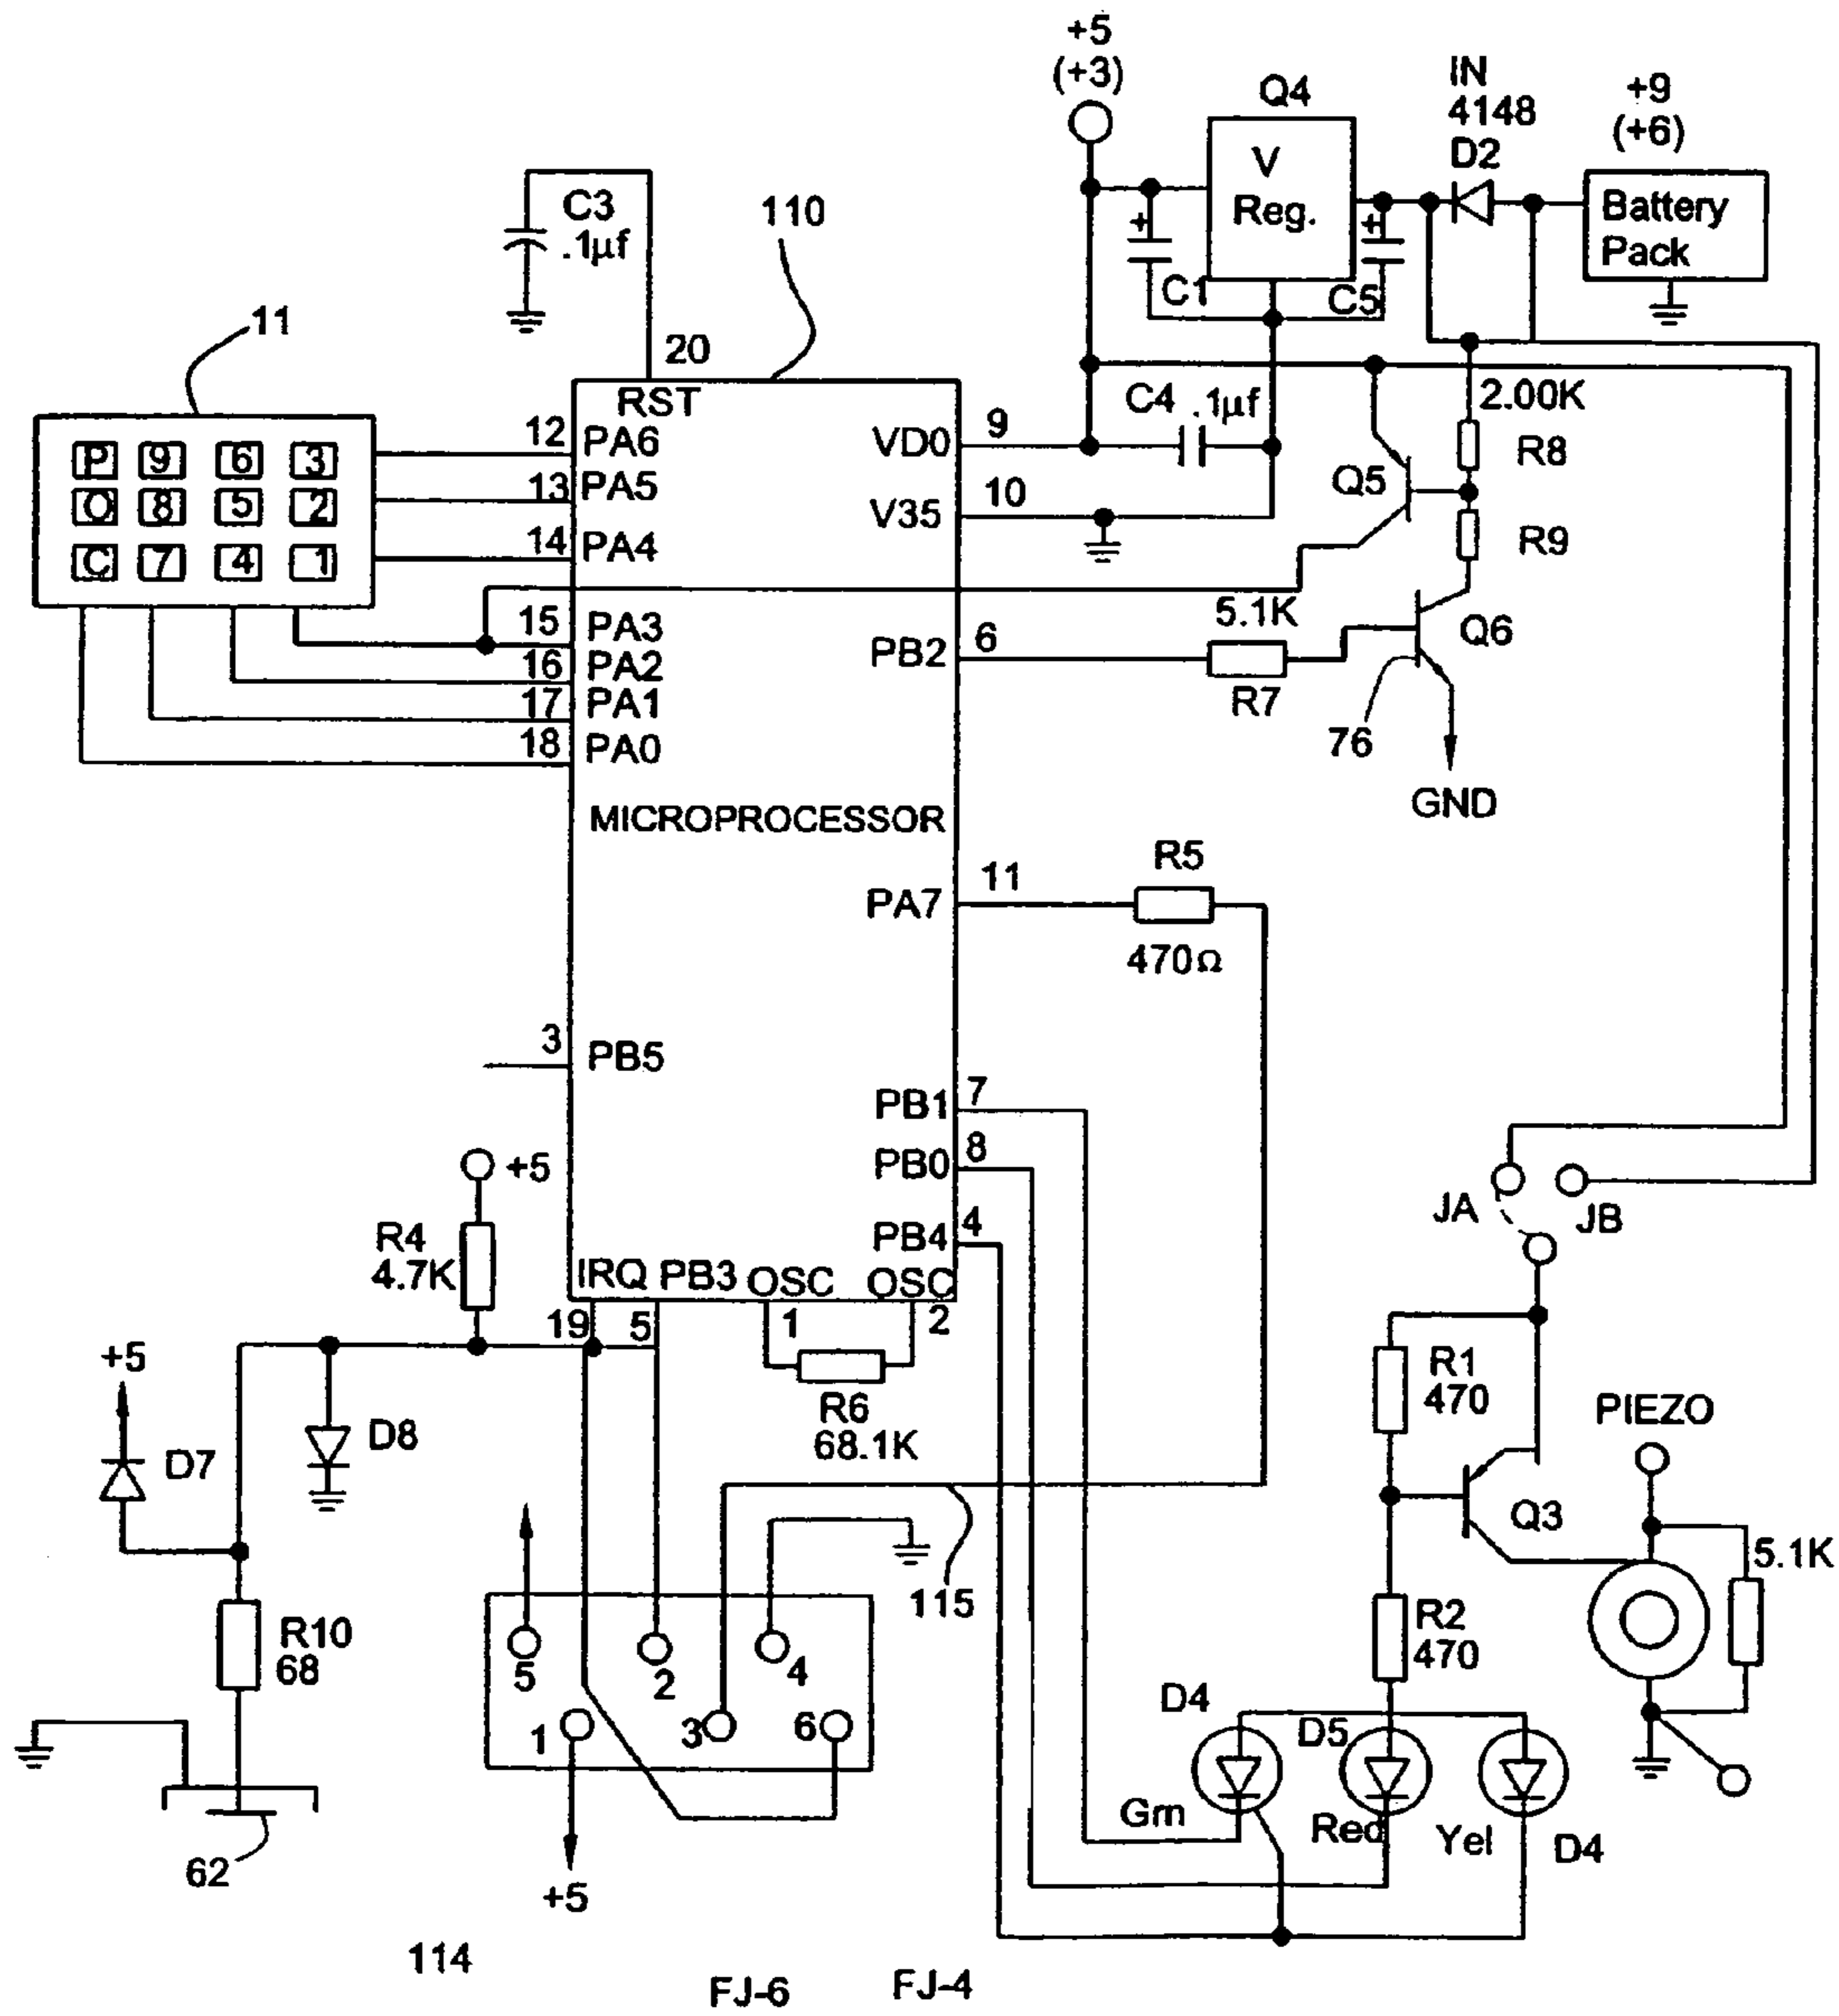 +5
(+3)
Q4
IN
4148
D2
+9
(+6)
V
Reg.
Battery
Pack
C3
.1µf
110
+
C1
+
C5
11
20
RST
2.00K
C4 .1µf
P 9 6 3
O 8 5 2
C 7 4 1
12
PA6
13
PA5
14
PA4
15
PA3
16
PA2
17
PA1
18
PA0
VD0
9
V35
10
Q5
R8
R9
5.1K
PB2
6
R7
Q6
76
GND
MICROPROCESSOR
R5
PA7
11
470Ω
3
PB5
PB1
7
PB0
8
PB4
4
+5
R4
4.7K
IRQ PB3 OSC OSC
19 5 1 2
JA
JB
+5
D7
D8
R6
68.1K
R1
470
PIEZO
Q3
5.1K
115
R10
68
5
2
4
1
3
6
R2
470
D4
D5
Grn
Red
Yel
D4
62
+5
114
FJ-6
FJ-4